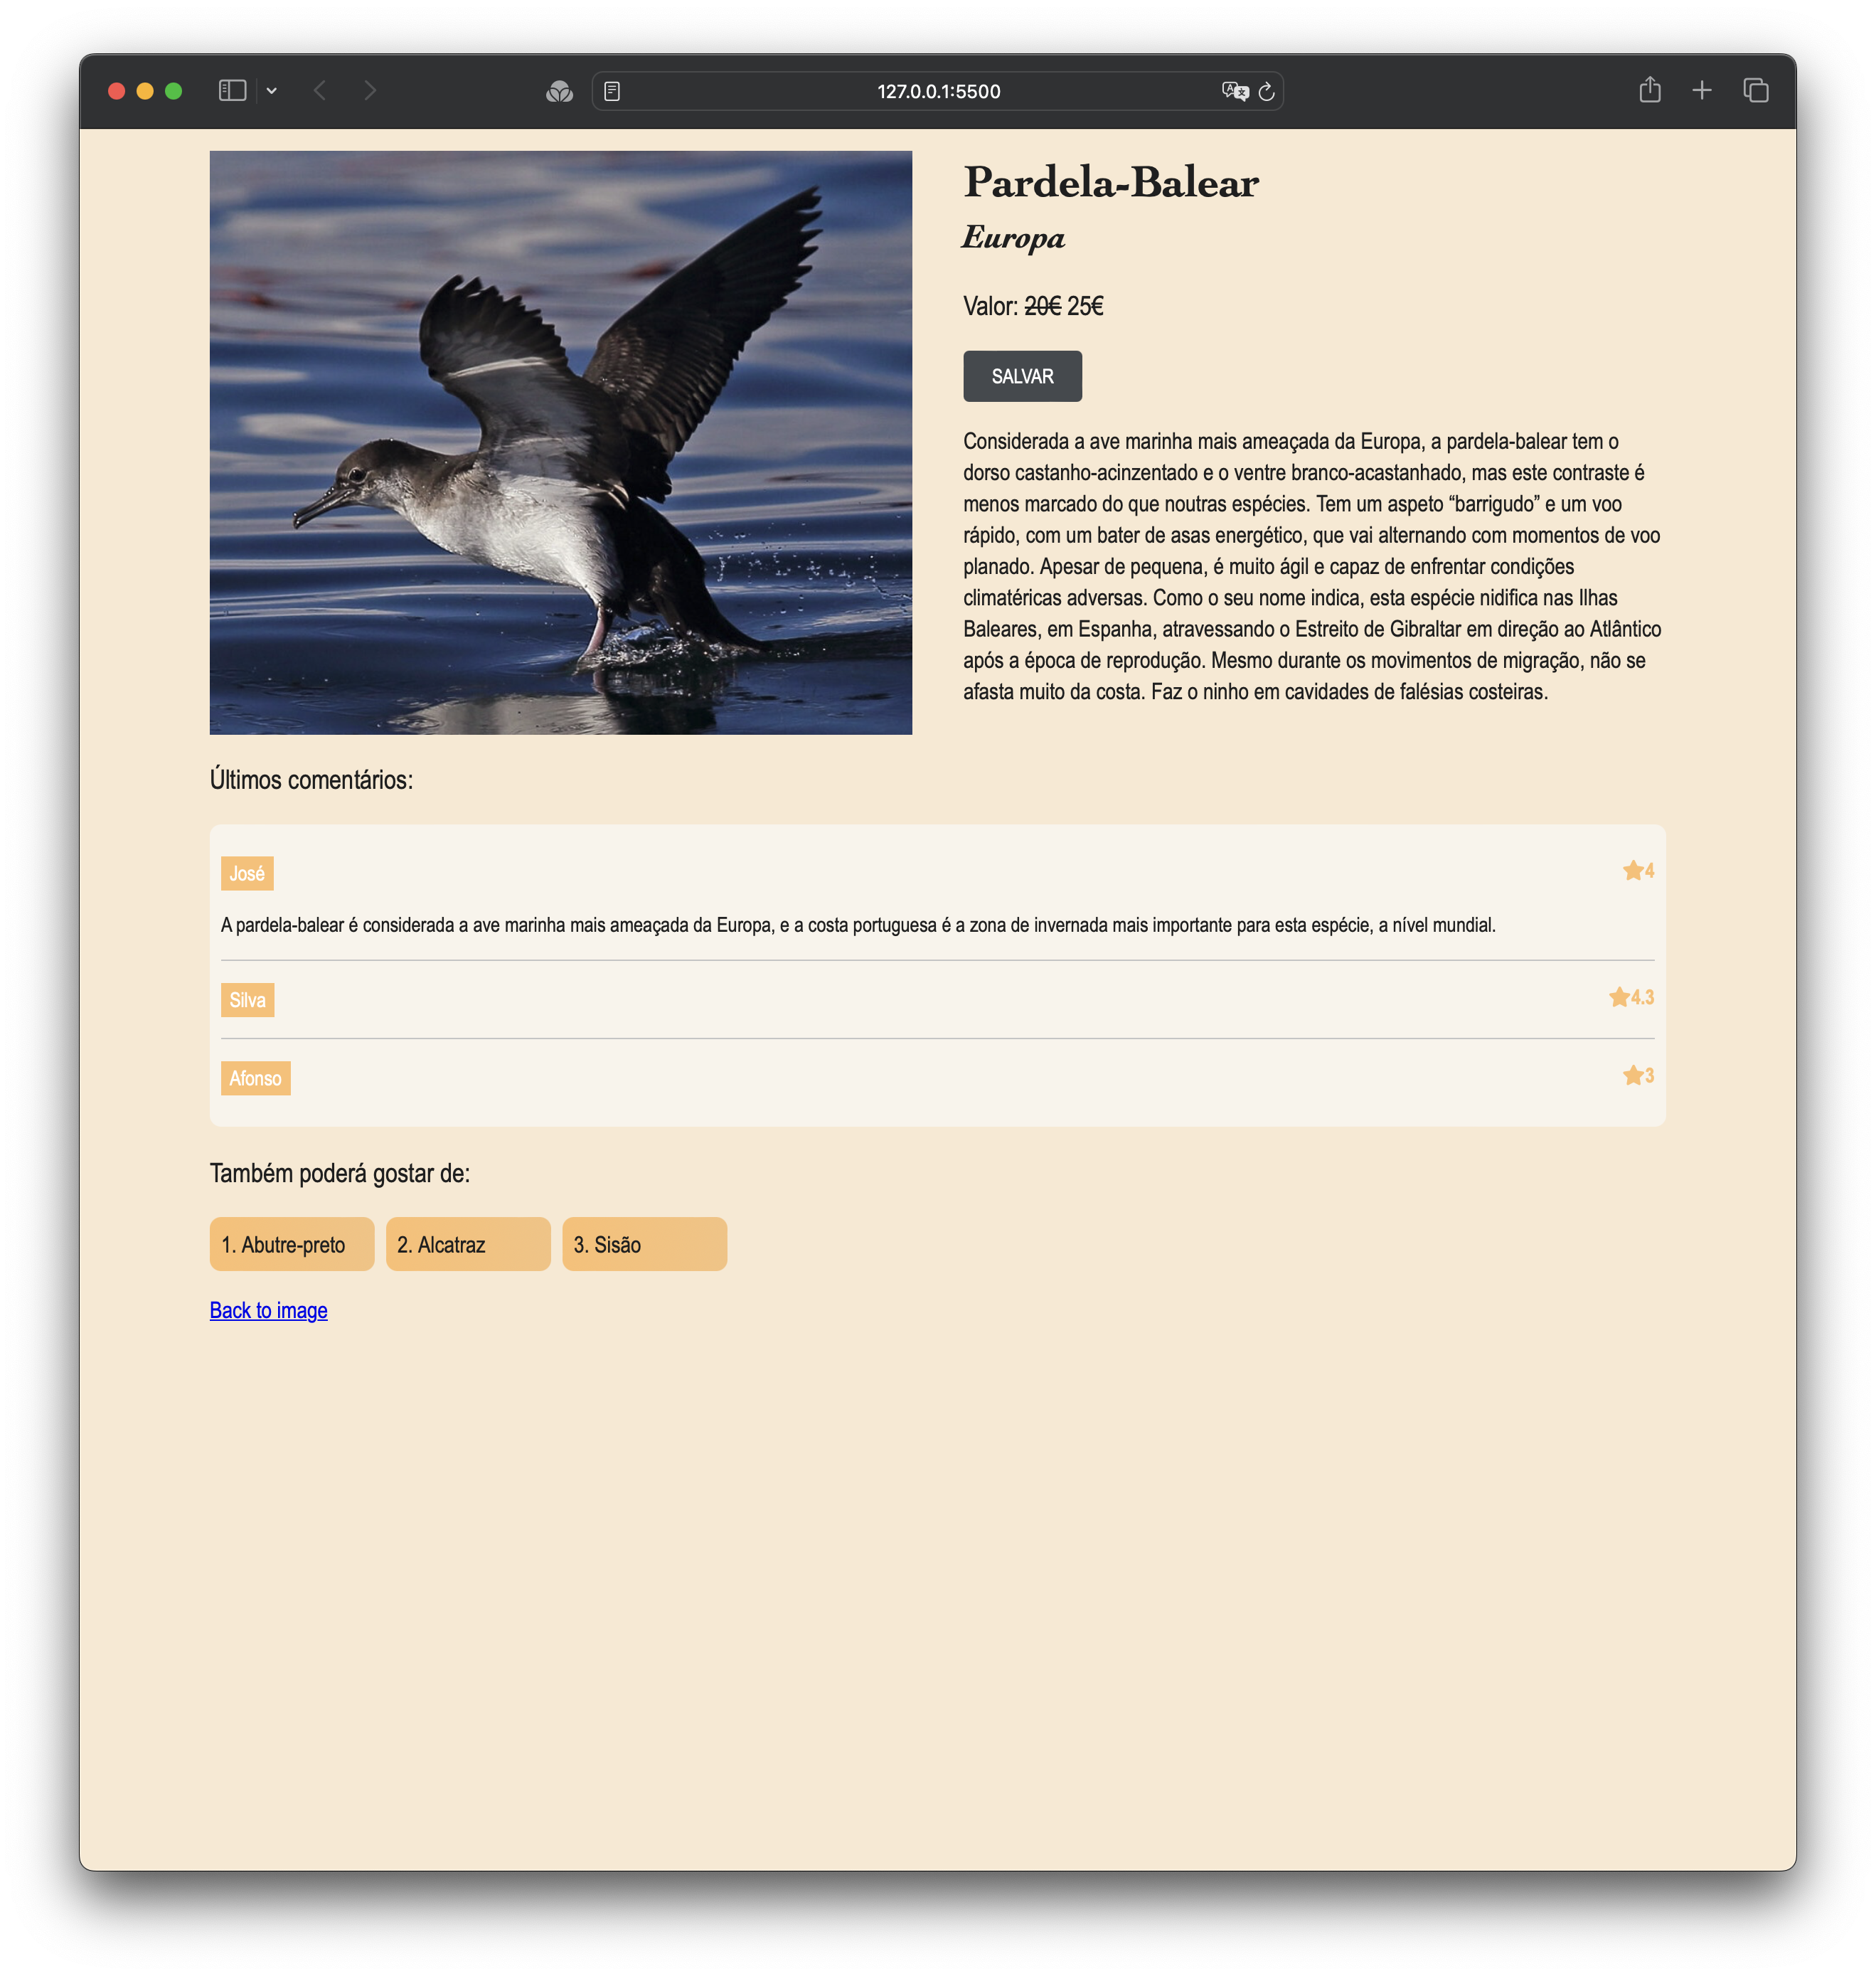 127.0.0.1:5500
Pardela-Balear
Europa
Valor: 20€ 25€
SALVAR
Considerada a ave marinha mais ameaçada da Europa, a pardela-balear tem o
dorso castanho-acinzentado e o ventre branco-acastanhado, mas este contraste é
menos marcado do que noutras espécies. Tem um aspeto “barrigudo” e um voo
rápido, com um bater de asas energético, que vai alternando com momentos de voo
planado. Apesar de pequena, é muito ágil e capaz de enfrentar condições
climatéricas adversas. Como o seu nome indica, esta espécie nidifica nas Ilhas
Baleares, em Espanha, atravessando o Estreito de Gibraltar em direção ao Atlântico
após a época de reprodução. Mesmo durante os movimentos de migração, não se
afasta muito da costa. Faz o ninho em cavidades de falésias costeiras.
Últimos comentários:
José
4
A pardela-balear é considerada a ave marinha mais ameaçada da Europa, e a costa portuguesa é a zona de invernada mais importante para esta espécie, a nível mundial.
Silva
4.3
Afonso
3
Também poderá gostar de:
1. Abutre-preto
2. Alcatraz
3. Sisão
Back to image